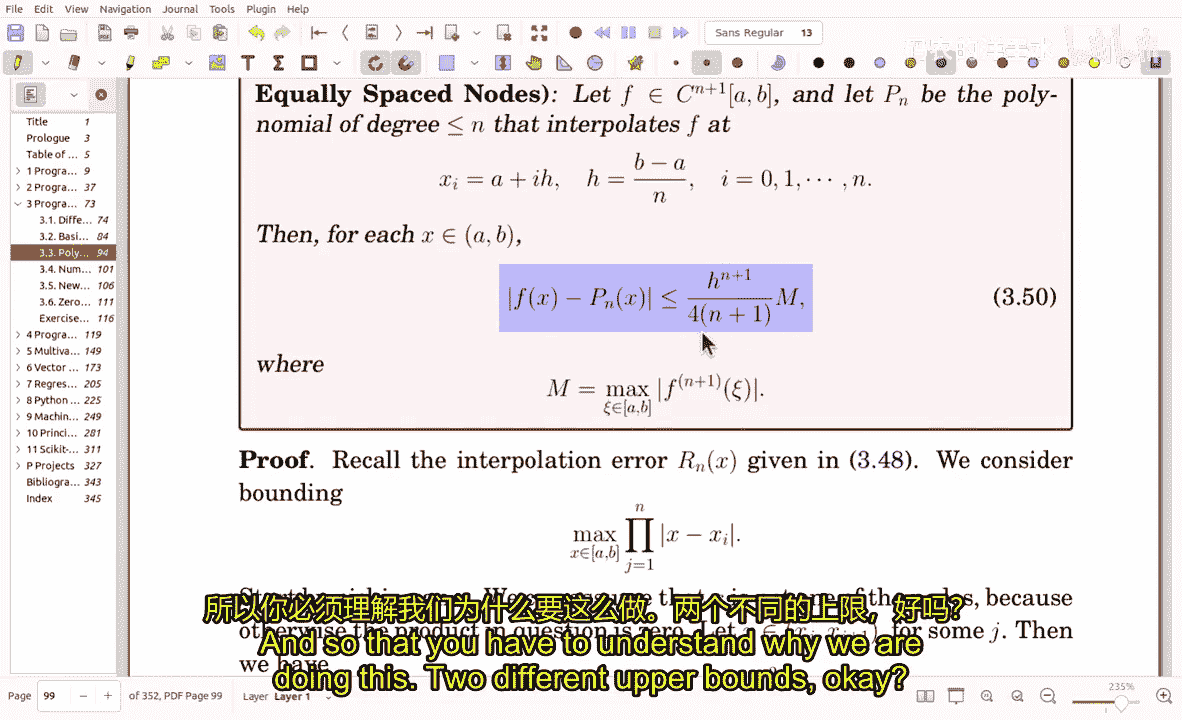 File Edit View Navigation Journal Tools Plugin Help
Sans Regular 13
Title 1
Prologue 3
Table of ... 5
1 Progra... 9
2 Progra... 37
3 Progra... 73
3.1. Diffe... 74
3.2. Basi... 84
3.3. Poly... 94
3.4. Num... 101
3.5. New... 106
3.6. Zero... 111
Exercise... 116
4 Progra... 119
5 Multiva... 149
6 Vector ... 173
7 Regres... 205
8 Python ... 225
9 Machin... 249
10 Princi... 281
11 Scikit-... 311
P Projects 327
Bibliogra... 343
Index 345
Equally Spaced Nodes): Let f ∈ C^{n+1}[a, b], and let P_n be the poly-
nomial of degree ≤ n that interpolates f at
x_i = a + ih, h = (b − a)/n, i = 0, 1, ⋯ , n.
Then, for each x ∈ (a, b),
|f(x) − P_n(x)| ≤ h^{n+1}/(4(n + 1)) M, (3.50)
where
M = max_{ξ∈[a,b]} |f^{(n+1)}(ξ)|.
Proof. Recall the interpolation error R_n(x) given in (3.48). We consider
bounding
max_{x∈[a,b]} ∏_{j=1}^{n} |x − x_i|.
because
for some j. Then
we have
所以你必须理解我们为什么要这么做。两个不同的上限，好吗？
And so that you have to understand why we are
doing this. Two different upper bounds, okay?
Page 99 of 352, PDF Page 99 Layer Layer 1 235%